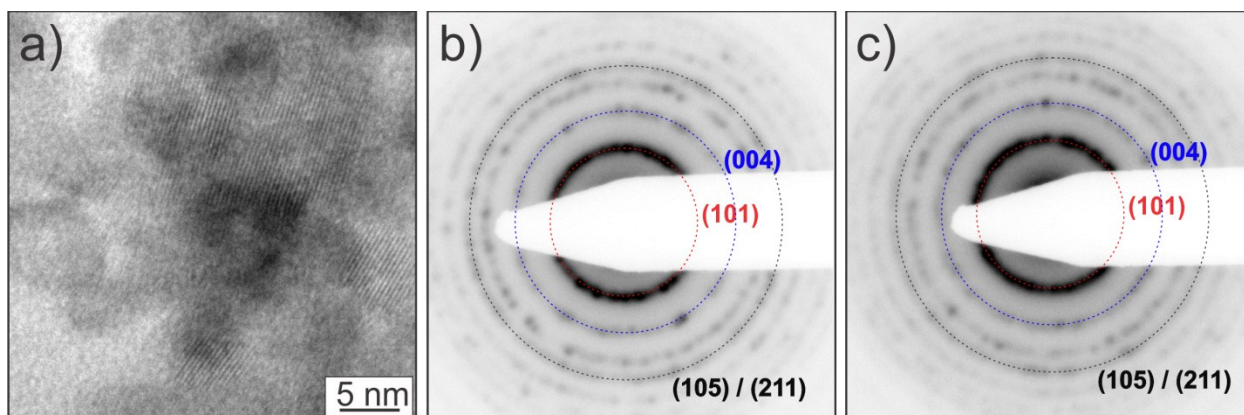 a)
5 nm
b)
(004)
(101)
(105) / (211)
c)
(004)
(101)
(105) / (211)